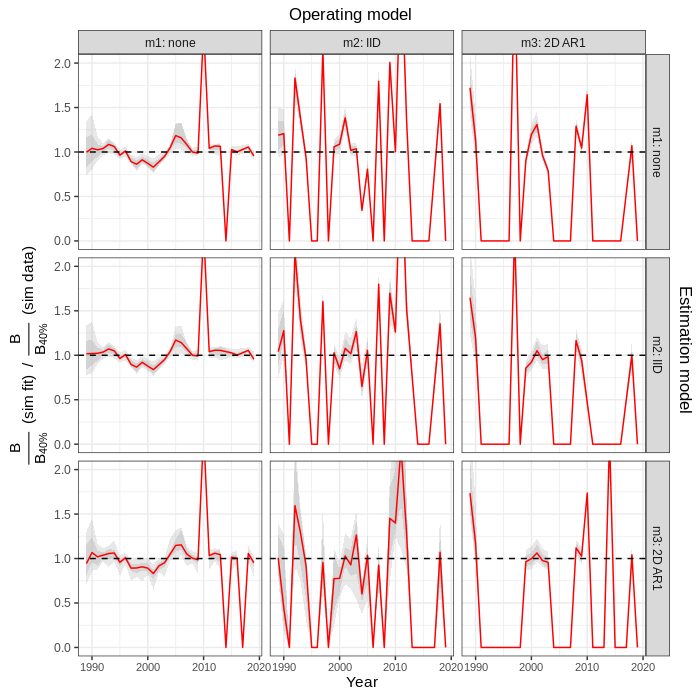 Operating model
m1: none
m2: IID
m3: 2D AR1
2.0
1.5
1.0
0.5
0.0
m1: none
2.0
1.5
1.0
0.5
0.0
m2: IID
2.0
1.5
1.0
0.5
0.0
m3: 2D AR1
1990
2000
2010
2020
1990
2000
2010
2020
1990
2000
2010
2020
Year
B/B40% (sim fit) / B/B40% (sim data)
Estimation model